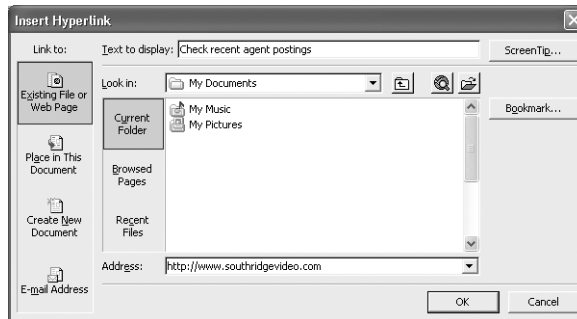 Insert Hyperlink
Link to:
Text to display: Check recent agent postings
ScreenTip...
Existing File or
Web Page
Look in: My Documents
Bookmark...
Current
Folder
My Music
My Pictures
Place in This
Document
Browsed
Pages
Create New
Document
Recent
Files
E-mail Address
Address: http://www.southridgevideo.com
OK Cancel